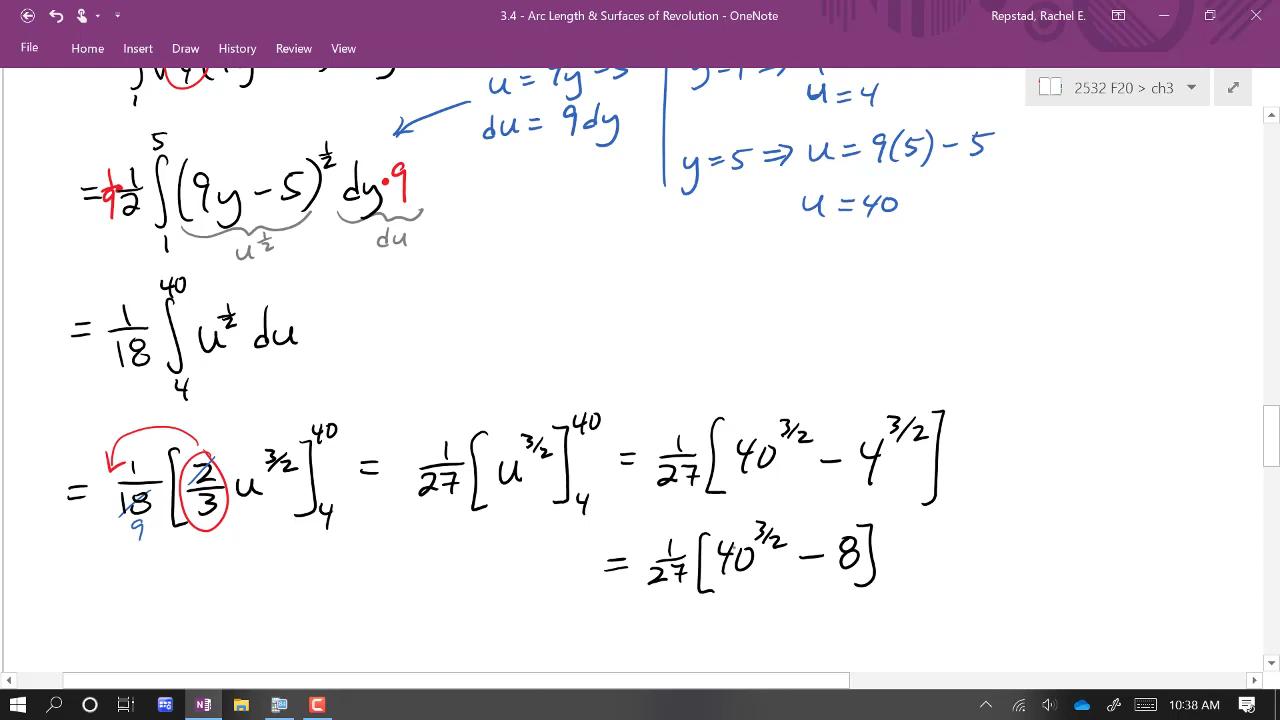 3.4 - Arc Length & Surfaces of Revolution - OneNote
Repstad, Rachel E.
File Home Insert Draw History Review View
2532 F20 > ch3
u = 9y - 5
du = 9dy
u = 4
y = 5 ⇒ u = 9(5) - 5
u = 40
= 1/9 · 1/2 ∫₁⁵ (9y - 5)^{1/2} dy · 9
u^{1/2} du
= 1/18 ∫₄⁴⁰ u^{1/2} du
= 1/18 [2/3 u^{3/2}]₄⁴⁰ = 1/27 [u^{3/2}]₄⁴⁰ = 1/27 [40^{3/2} - 4^{3/2}]
9
= 1/27 [40^{3/2} - 8]
10:38 AM